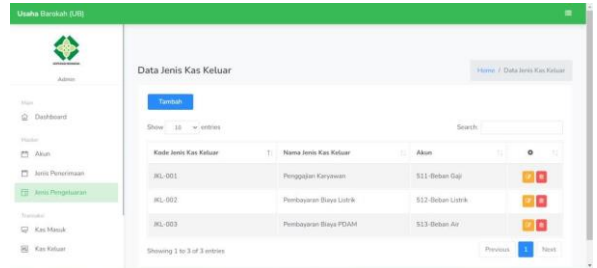 Usaha Barokah (UB)
Admin
Main
Dashboard
Master
Akun
Jenis Penerimaan
Jenis Pengeluaran
Transaksi
Kas Masuk
Kas Keluar
Data Jenis Kas Keluar
Home / Data Jenis Kas Keluar
Tambah
Show 10 entries
Search:
Kode Jenis Kas Keluar Nama Jenis Kas Keluar Akun
JKL-001 Penggajian Karyawan 511-Beban Gaji
JKL-002 Pembayaran Biaya Listrik 512-Beban Listrik
JKL-003 Pembayaran Biaya PDAM 513-Beban Air
Showing 1 to 3 of 3 entries
Previous 1 Next